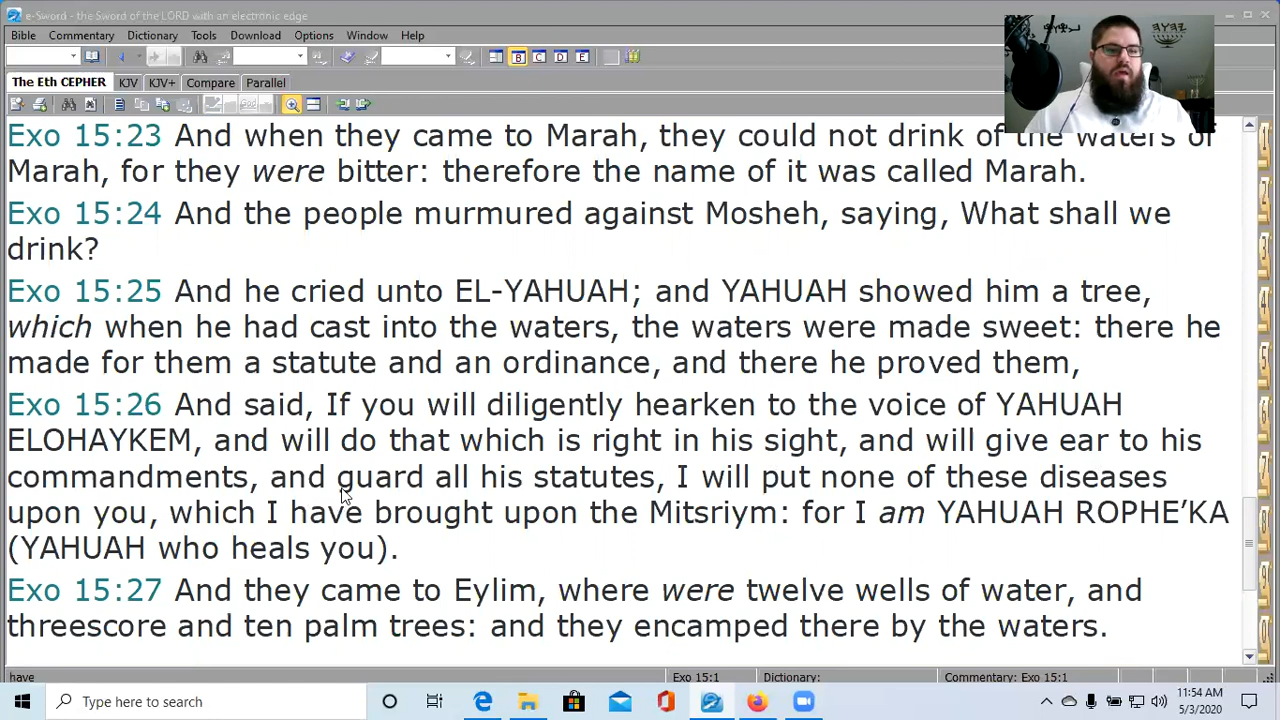 e-Sword - the Sword of the LORD with an electronic edge
Bible Commentary Dictionary Tools Download Options Window Help
B C D E
The Eth CEPHER KJV KJV+ Compare Parallel
Exo 15:23 And when they came to Marah, they could not drink of the waters of
Marah, for they were bitter: therefore the name of it was called Marah.
Exo 15:24 And the people murmured against Mosheh, saying, What shall we
drink?
Exo 15:25 And he cried unto EL-YAHUAH; and YAHUAH showed him a tree,
which when he had cast into the waters, the waters were made sweet: there he
made for them a statute and an ordinance, and there he proved them,
Exo 15:26 And said, If you will diligently hearken to the voice of YAHUAH
ELOHAYKEM, and will do that which is right in his sight, and will give ear to his
commandments, and guard all his statutes, I will put none of these diseases
upon you, which I have brought upon the Mitsriym: for I am YAHUAH ROPHE’KA
(YAHUAH who heals you).
Exo 15:27 And they came to Eylim, where were twelve wells of water, and
threescore and ten palm trees: and they encamped there by the waters.
have Exo 15:1 Dictionary: Commentary: Exo 15:1
Type here to search
11:54 AM
5/3/2020